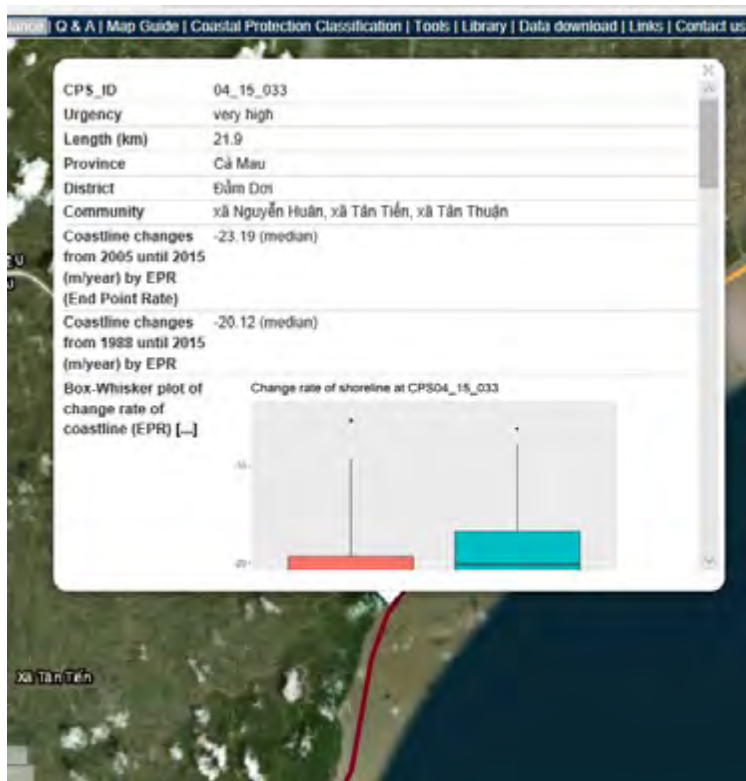 | Q & A | Map Guide | Coastal Protection Classification | Tools | Library | Data download | Links | Contact us
CPS_ID 04_15_033
Urgency very high
Length (km) 21.9
Province Cà Mau
District Đầm Dơi
Community xã Nguyễn Huân, xã Tân Tiến, xã Tân Thuận
Coastline changes -23.19 (median)
from 2005 until 2015
(m/year) by EPR
(End Point Rate)
Coastline changes -20.12 (median)
from 1988 until 2015
(m/year) by EPR
Box-Whisker plot of Change rate of shoreline at CPS04_15_033
change rate of
coastline (EPR) [...]
-20
Xã Tân Tiến